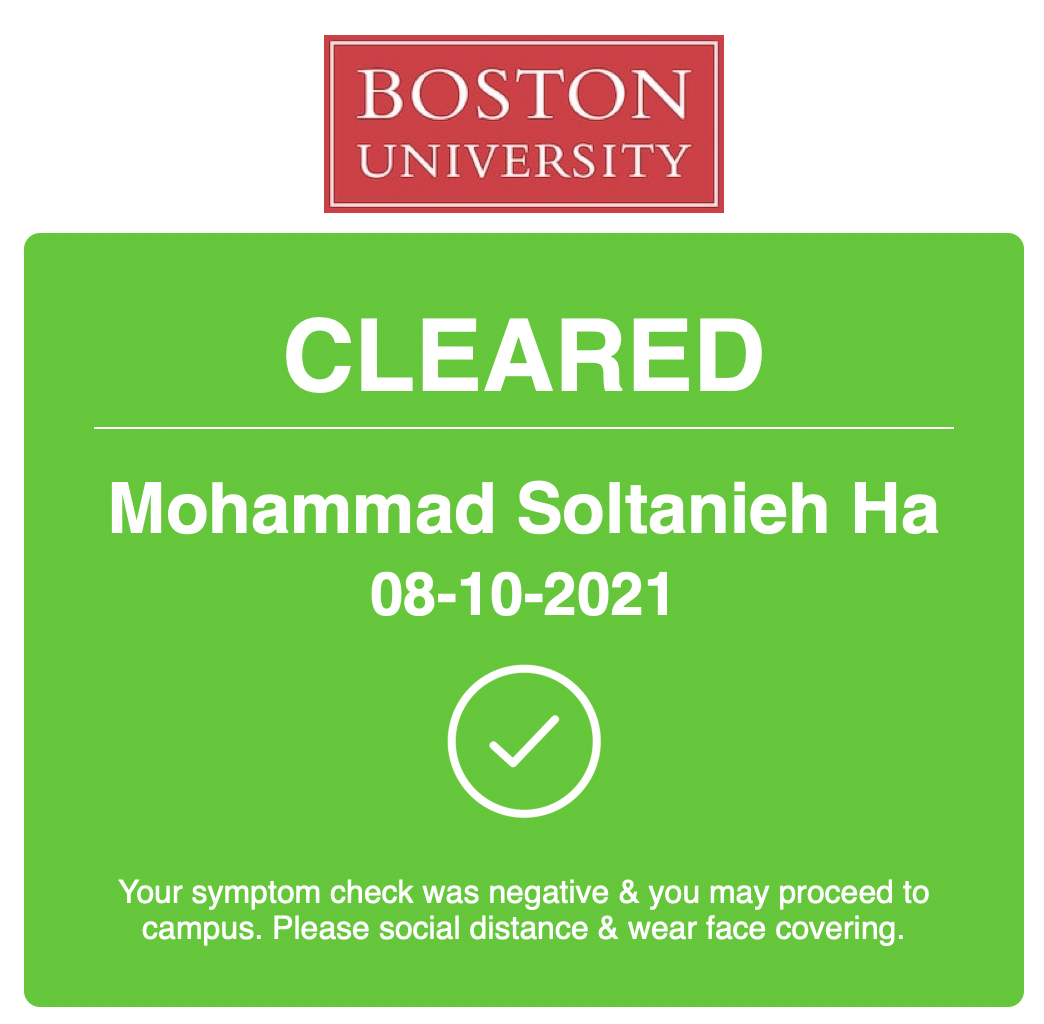 BOSTON
UNIVERSITY
CLEARED
Mohammad Soltanieh Ha
08-10-2021
Your symptom check was negative & you may proceed to
campus. Please social distance & wear face covering.